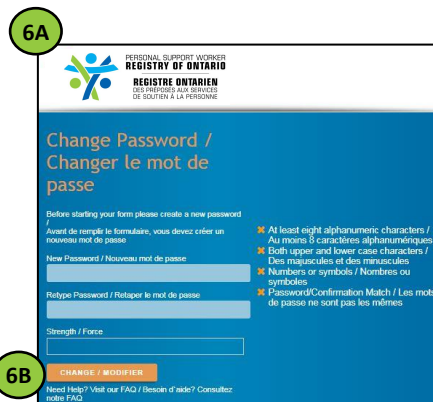 6A
PERSONAL SUPPORT WORKER
REGISTRY OF ONTARIO
REGISTRE ONTARIEN
DES PRÉPOSÉS AUX SERVICES
DE SOUTIEN À LA PERSONNE
Change Password /
Changer le mot de
passe
Before starting your form please create a new password
/
Avant de remplir le formulaire, vous devez créer un
nouveau mot de passe
New Password / Nouveau mot de passe
Retype Password / Retaper le mot de passe
Strength / Force
✖ At least eight alphanumeric characters /
Au moins 8 caractères alphanumériques
✖ Both upper and lower case characters /
Des majuscules et des minuscules
✖ Numbers or symbols / Nombres ou
symboles
✖ Password/Confirmation Match / Les mots
de passe ne sont pas les mêmes
6B
CHANGE / MODIFIER
Need Help? Visit our FAQ / Besoin d'aide? Consultez
notre FAQ